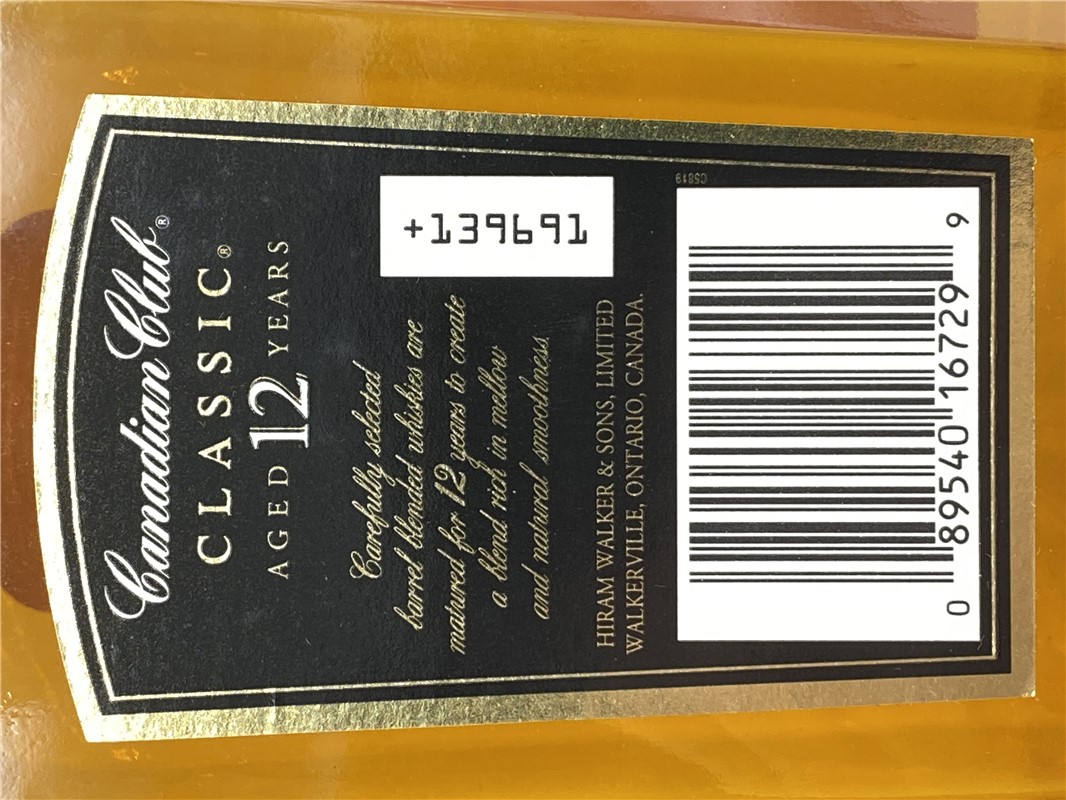 Canadian Club®
CLASSIC®
AGED 12 YEARS
Carefully selected
barrel blended whiskies are
matured for 12 years to create
a blend rich in mellow
and natural smoothness.
+139691
HIRAM WALKER & SONS, LIMITED
WALKERVILLE, ONTARIO, CANADA.
C5819
0 89540 16729 9